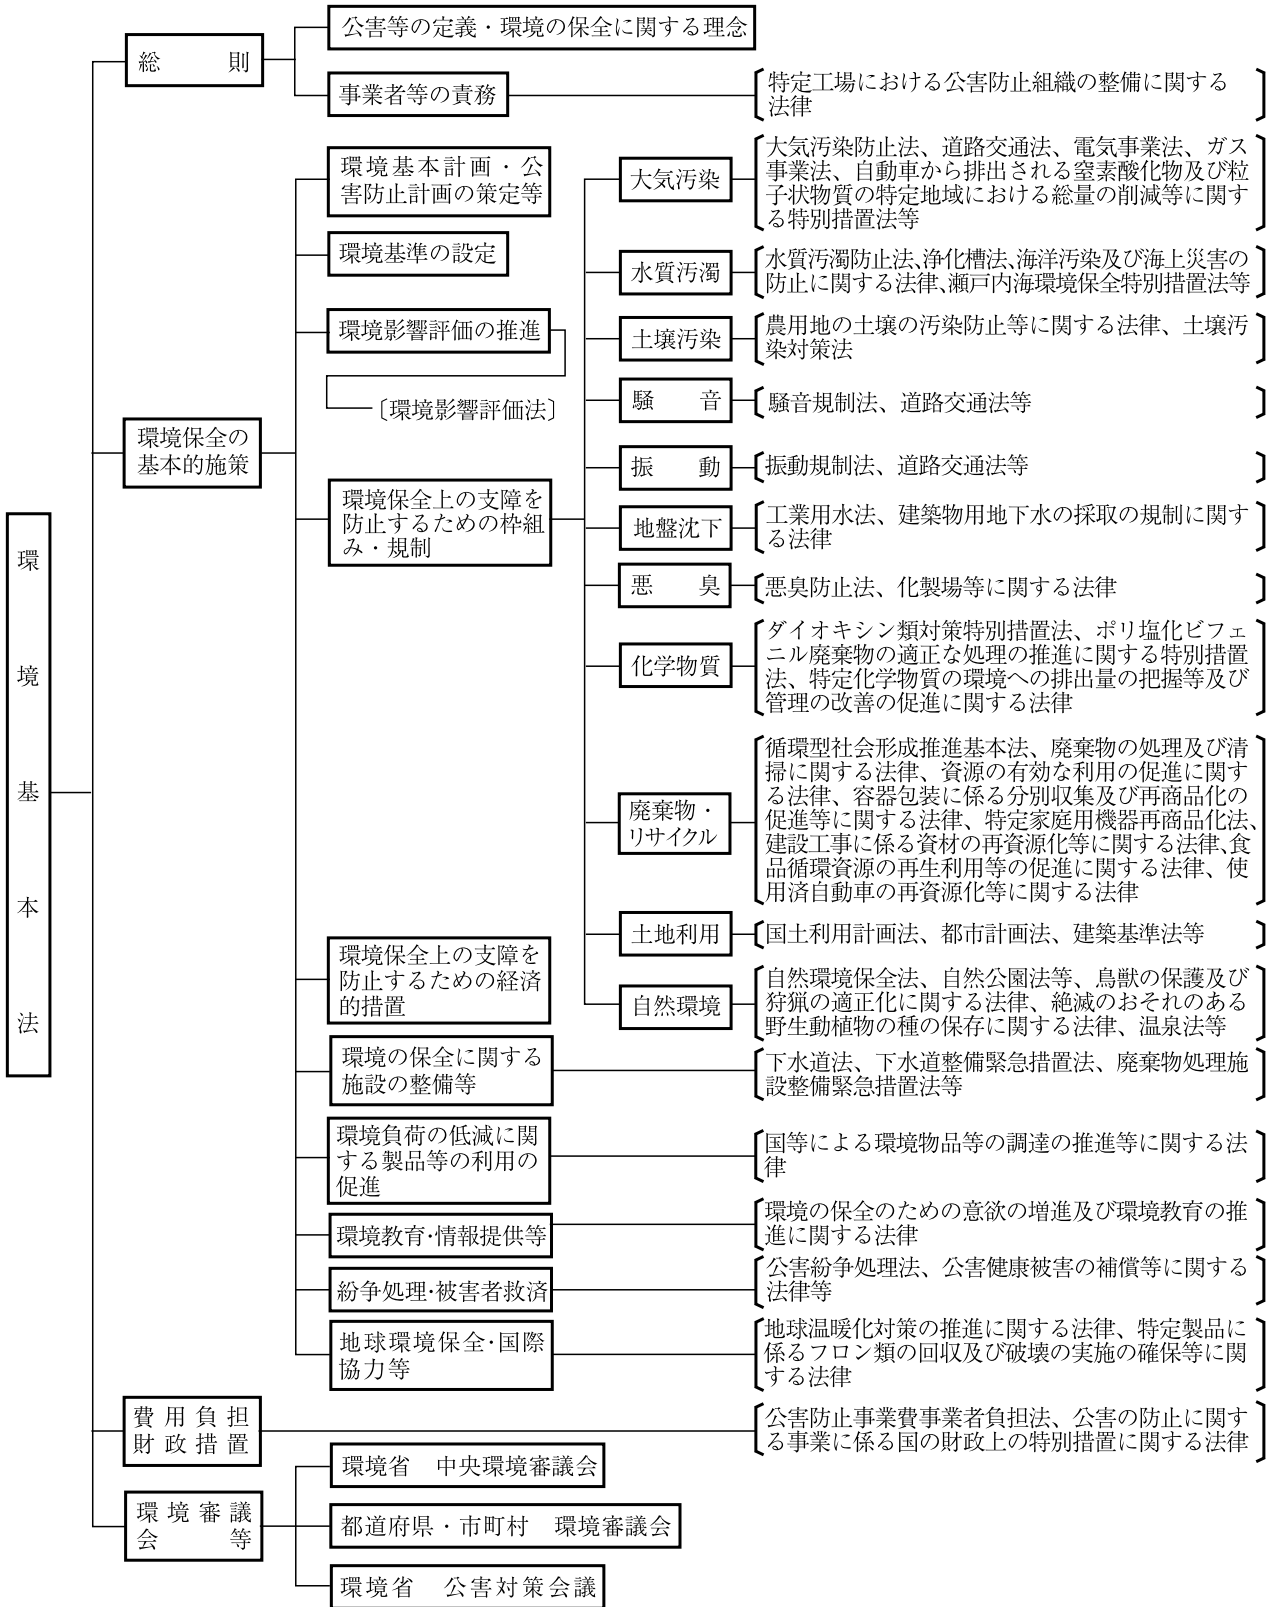 環境基本法
総　則
公害等の定義・環境の保全に関する理念
事業者等の責務
特定工場における公害防止組織の整備に関する
法律
環境保全の
基本的施策
環境基本計画・公
害防止計画の策定等
環境基準の設定
環境影響評価の推進
〔環境影響評価法〕
環境保全上の支障を
防止するための枠組
み・規制
大気汚染
大気汚染防止法、道路交通法、電気事業法、ガス
事業法、自動車から排出される窒素酸化物及び粒
子状物質の特定地域における総量の削減等に関す
る特別措置法等
水質汚濁
水質汚濁防止法、浄化槽法、海洋汚染及び海上災害の
防止に関する法律、瀬戸内海環境保全特別措置法等
土壌汚染
農用地の土壌の汚染防止等に関する法律、土壌汚
染対策法
騒　音
騒音規制法、道路交通法等
振　動
振動規制法、道路交通法等
地盤沈下
工業用水法、建築物用地下水の採取の規制に関す
る法律
悪　臭
悪臭防止法、化製場等に関する法律
化学物質
ダイオキシン類対策特別措置法、ポリ塩化ビフェ
ニル廃棄物の適正な処理の推進に関する特別措置
法、特定化学物質の環境への排出量の把握等及び
管理の改善の促進に関する法律
廃棄物・
リサイクル
循環型社会形成推進基本法、廃棄物の処理及び清
掃に関する法律、資源の有効な利用の促進に関す
る法律、容器包装に係る分別収集及び再商品化の
促進等に関する法律、特定家庭用機器再商品化法、
建設工事に係る資材の再資源化等に関する法律、食
品循環資源の再生利用等の促進に関する法律、使
用済自動車の再資源化等に関する法律
土地利用
国土利用計画法、都市計画法、建築基準法等
自然環境
自然環境保全法、自然公園法等、鳥獣の保護及び
狩猟の適正化に関する法律、絶滅のおそれのある
野生動植物の種の保存に関する法律、温泉法等
環境保全上の支障を
防止するための経済
的措置
環境の保全に関する
施設の整備等
下水道法、下水道整備緊急措置法、廃棄物処理施
設整備緊急措置法等
環境負荷の低減に関
する製品等の利用の
促進
国等による環境物品等の調達の推進等に関する法
律
環境教育・情報提供等
環境の保全のための意欲の増進及び環境教育の推
進に関する法律
紛争処理・被害者救済
公害紛争処理法、公害健康被害の補償等に関する
法律等
地球環境保全・国際
協力等
地球温暖化対策の推進に関する法律、特定製品に
係るフロン類の回収及び破壊の実施の確保等に関
する法律
費用負担
財政措置
公害防止事業費事業者負担法、公害の防止に関す
る事業に係る国の財政上の特別措置に関する法律
環境審議
会　等
環境省　中央環境審議会
都道府県・市町村　環境審議会
環境省　公害対策会議